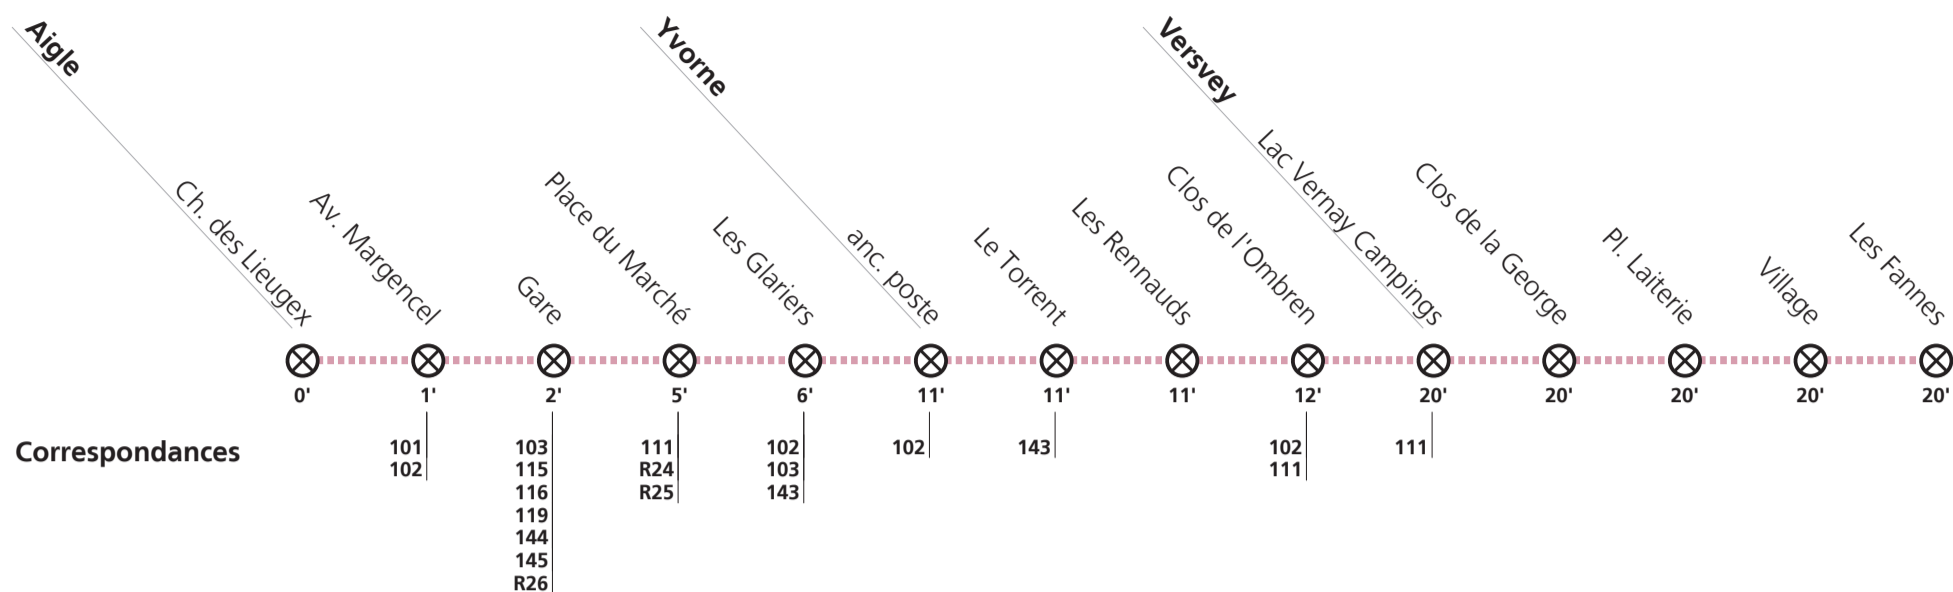 Aigle
Yvorne
Versvey
Ch. des Lieugex
Av. Margencel
Gare
Place du Marché
Les Glariers
anc. poste
Le Torrent
Les Rennauds
Clos de l'Ombren
Lac Vernay Campings
Clos de la George
Pl. Laiterie
Village
Les Fannes
0' 1' 2' 5' 6' 11' 11' 11' 12' 20' 20' 20' 20' 20'
Correspondances
101
102
103
115
116
119
144
145
R26
111
R24
R25
102
103
143
102
143
102
111
111